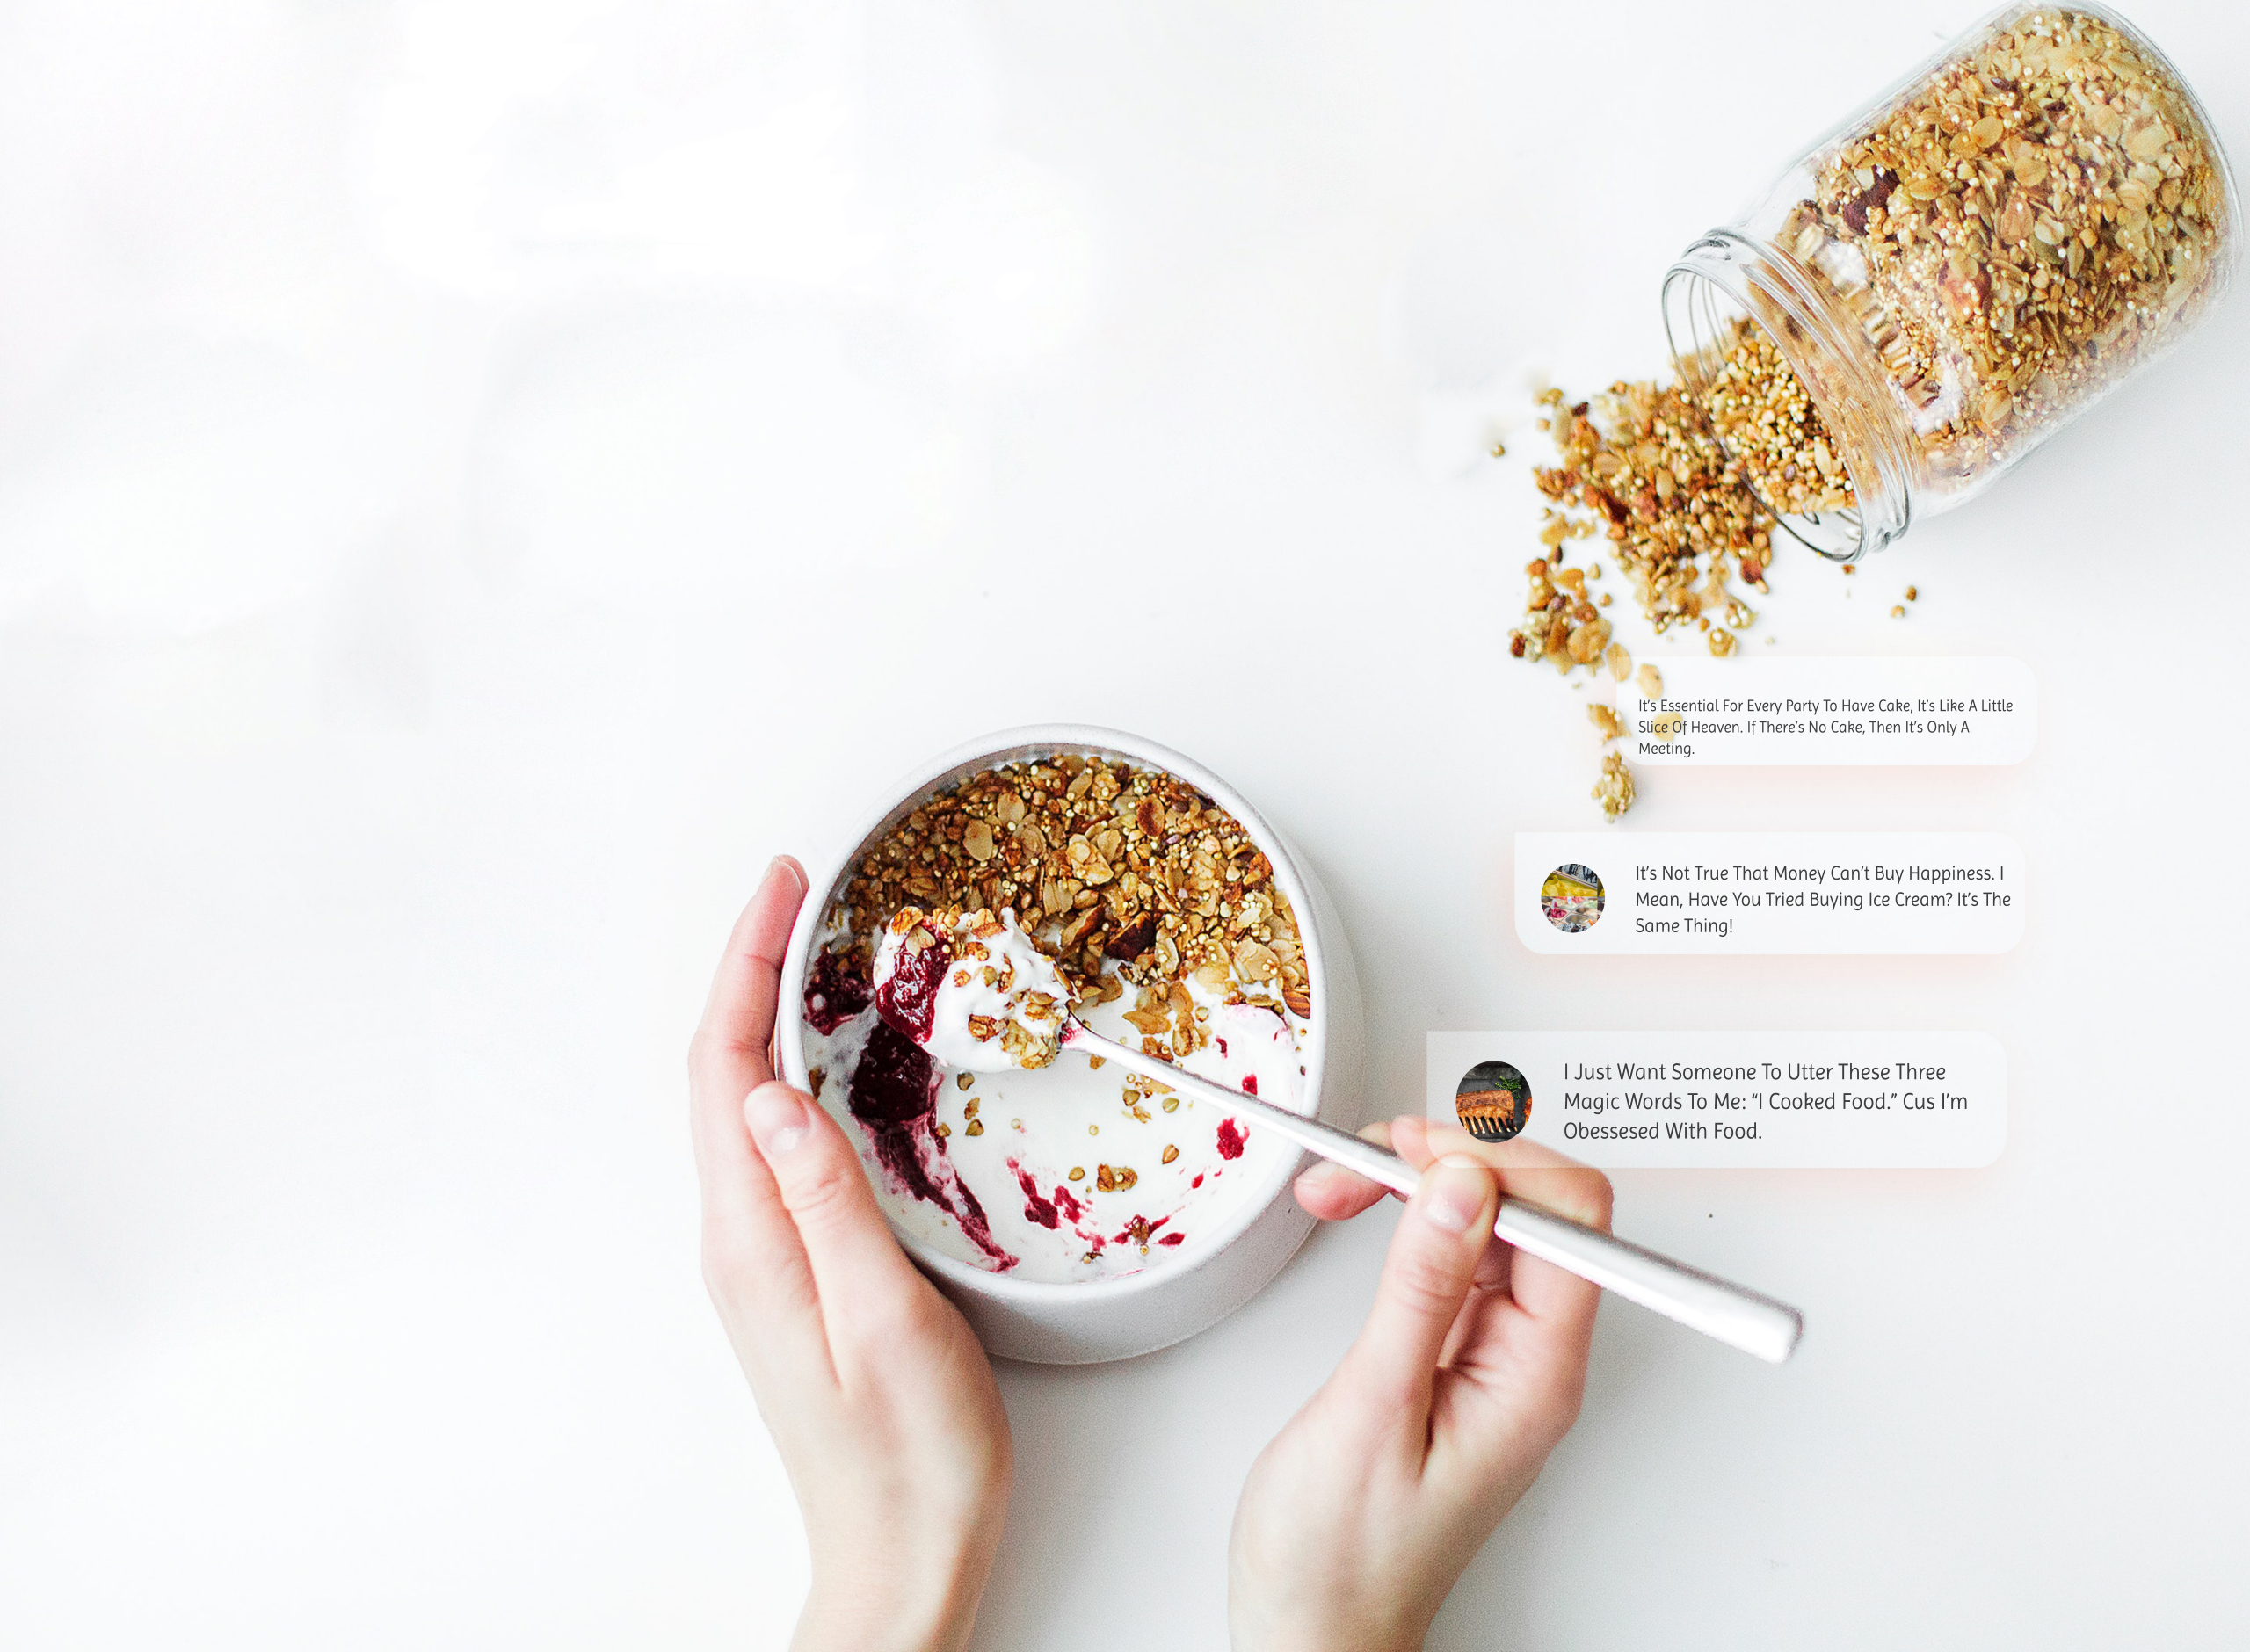 It's Essential For Every Party To Have Cake, It's Like A Little
Slice Of Heaven. If There's No Cake, Then It's Only A
Meeting.
It's Not True That Money Can't Buy Happiness. I
Mean, Have You Tried Buying Ice Cream? It's The
Same Thing!
I Just Want Someone To Utter These Three
Magic Words To Me: “I Cooked Food.” Cus I'm
Obessesed With Food.